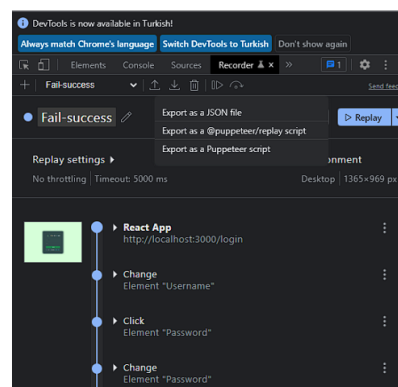 DevTools is now available in Turkish!
Always match Chrome's language Switch DevTools to Turkish Don't show again
Elements Console Sources Recorder × » 1
Fail-success Send feed
Fail-success Replay
Export as a JSON file
Export as a @puppeteer/replay script
Export as a Puppeteer script
Replay settings onment
No throttling Timeout: 5000 ms Desktop 1365×969 px
React App
http://localhost:3000/login
Change
Element "Username"
Click
Element "Password"
Change
Element "Password"